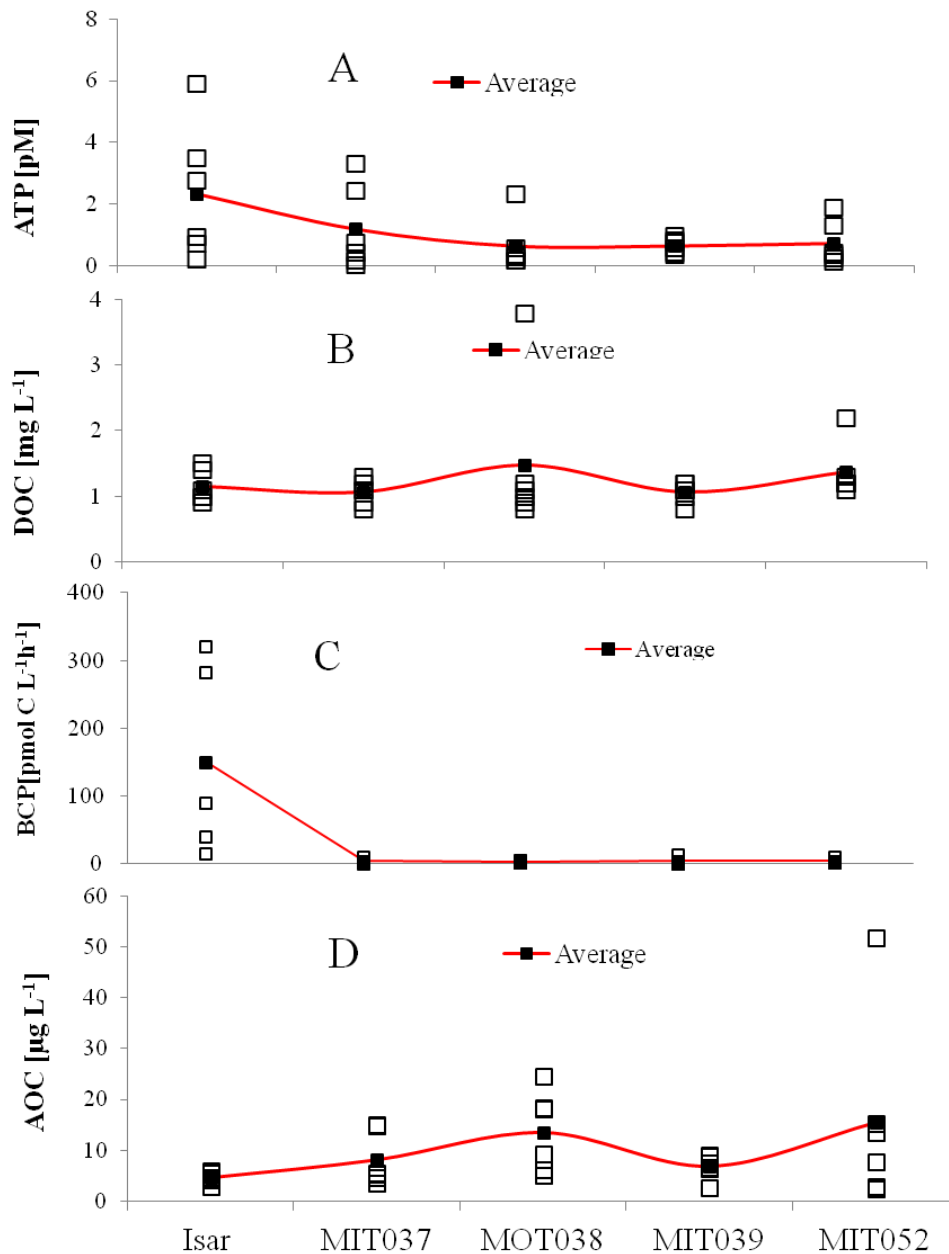 8
6
4
2
0
ATP [pM]
A
Average
4
3
2
1
0
DOC [mg L⁻¹]
B
Average
400
300
200
100
0
BCP[pmol C L⁻¹h⁻¹]
C
Average
60
50
40
30
20
10
0
AOC [µg L⁻¹]
D
Average
Isar MIT037 MOT038 MIT039 MIT052